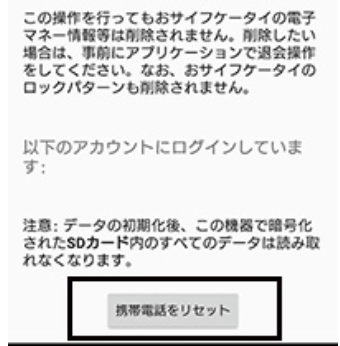 この操作を行ってもおサイフケータイの電子
マネー情報等は削除されません。削除したい
場合は、事前にアプリケーションで退会操作
をしてください。なお、おサイフケータイの
ロックパターンも削除されません。
以下のアカウントにログインしていま
す:
注意: データの初期化後、この機器で暗号化
されたSDカード内のすべてのデータは読み取
れなくなります。
携帯電話をリセット